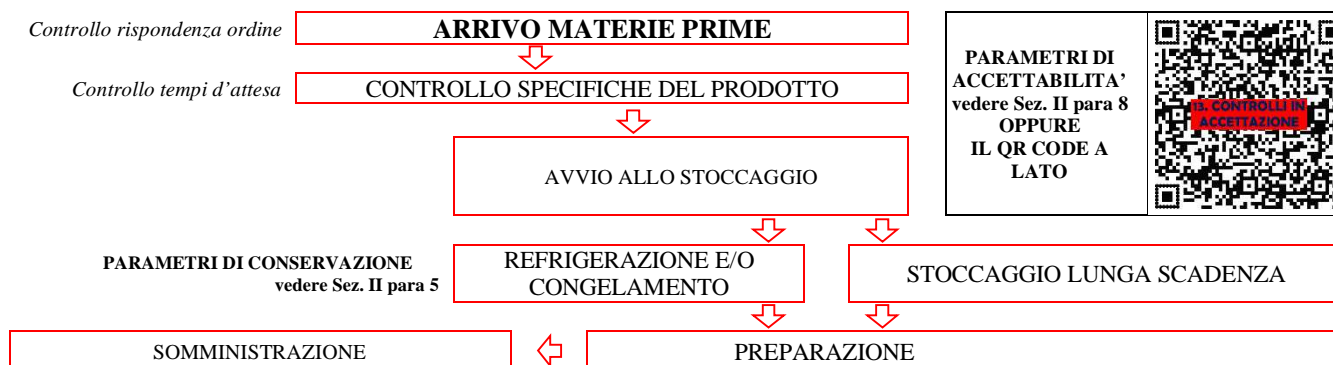 Controllo rispondenza ordine
ARRIVO MATERIE PRIME
Controllo tempi d'attesa
CONTROLLO SPECIFICHE DEL PRODOTTO
PARAMETRI DI
ACCETTABILITA'
vedere Sez. II para 8
OPPURE
IL QR CODE A
LATO
13. CONTROLLI IN
ACCETTAZIONE
AVVIO ALLO STOCCAGGIO
PARAMETRI DI CONSERVAZIONE
vedere Sez. II para 5
REFRIGERAZIONE E/O
CONGELAMENTO
STOCCAGGIO LUNGA SCADENZA
SOMMINISTRAZIONE
PREPARAZIONE